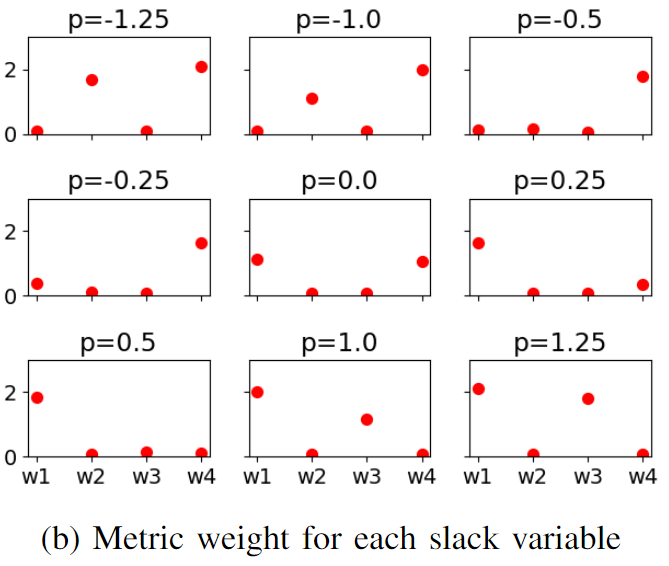 p=-1.25 p=-1.0 p=-0.5
2
0
p=-0.25 p=0.0 p=0.25
2
0
p=0.5 p=1.0 p=1.25
2
0
w1 w2 w3 w4 w1 w2 w3 w4 w1 w2 w3 w4
(b) Metric weight for each slack variable